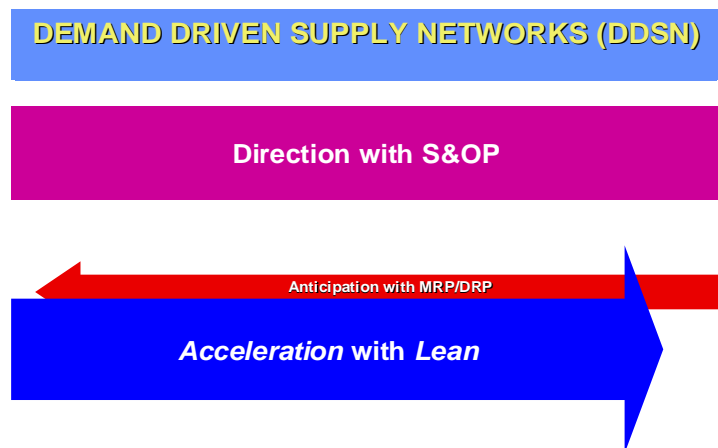 DEMAND DRIVEN SUPPLY NETWORKS (DDSN)
Direction with S&OP
Anticipation with MRP/DRP
Acceleration with Lean